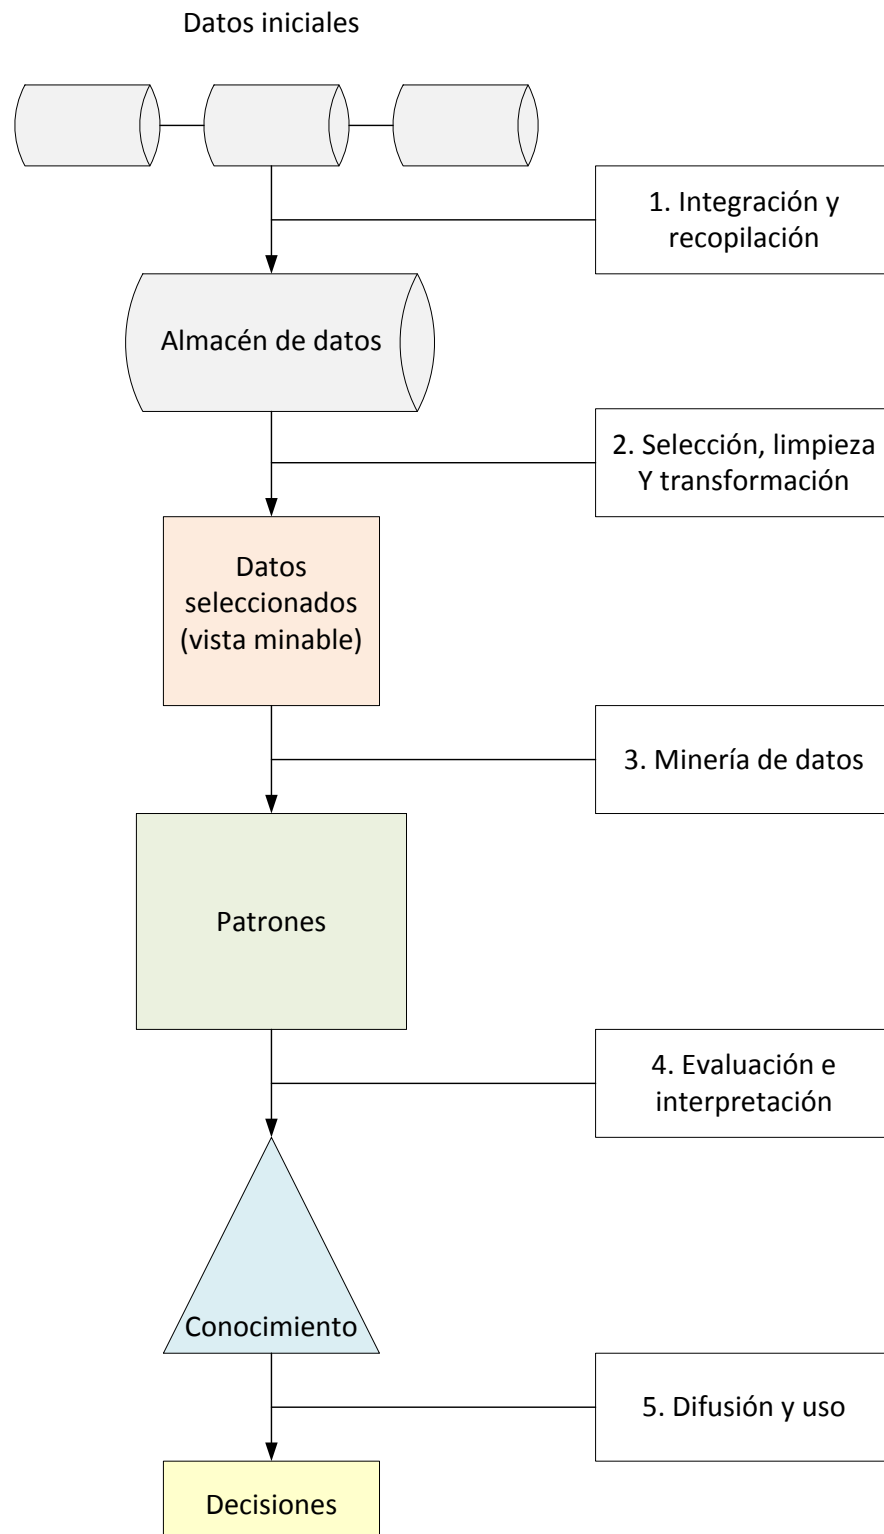 Datos iniciales
1. Integración y
recopilación
Almacén de datos
2. Selección, limpieza
Y transformación
Datos
seleccionados
(vista minable)
3. Minería de datos
Patrones
4. Evaluación e
interpretación
Conocimiento
5. Difusión y uso
Decisiones